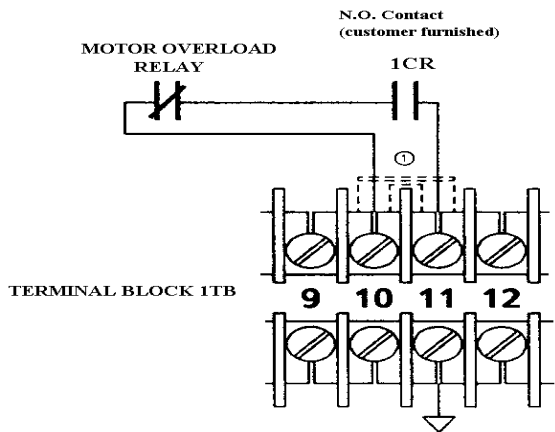 N.O. Contact
(customer furnished)
MOTOR OVERLOAD
RELAY
1CR
1
TERMINAL BLOCK 1TB
9 10 11 12